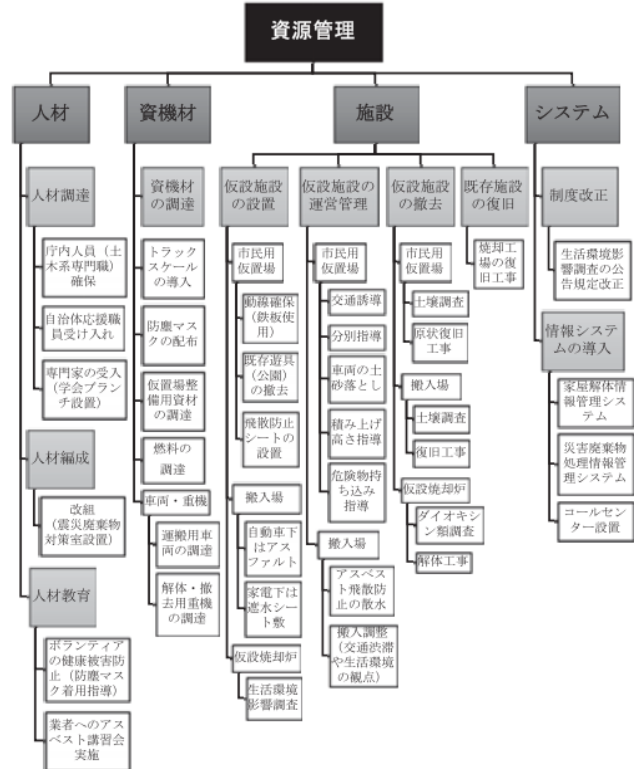 資源管理
人材
資機材
施設
システム
人材調達
庁内人員（土
木系専門職）
確保
自治体応援職
員受け入れ
専門家の受入
（学会ブラン
チ設置）
人材編成
改組
（震災廃棄物
対策室設置）
人材教育
ボランティア
の健康被害防
止（防塵マス
ク着用指導）
業者へのアス
ベスト講習会
実施
資機材
の調達
トラック
スケール
の導入
防塵マス
クの配布
仮置場整
備用資材
の調達
燃料の
調達
車両・重機
運搬用車
両の調達
解体・撤
去用重機
の調達
仮設施設
の設置
市民用
仮置場
動線確保
（鉄板使
用）
既存遊具
（公園）
の撤去
飛散防止
シートの
設置
搬入場
自動車下
はアス
ファルト
家電下は
遮水シート
敷
仮設焼却炉
生活環境
影響調査
仮設施設の
運営管理
市民用
仮置場
交通誘導
分別指導
車両の土
砂落とし
積み上げ
高さ指導
危険物持
ち込み
指導
搬入場
アスベス
ト飛散防
止の散水
搬入調整
（交通渋滞
や生活環境
の観点）
仮設施設
の撤去
市民用
仮置場
土壌調査
原状復旧
工事
搬入場
土壌調査
復旧工事
仮設焼却炉
ダイオキシ
ン類調査
解体工事
既存施設
の復旧
焼却工
場の復
旧工事
制度改正
生活環境影
響調査の公
告規定改正
情報システ
ムの導入
家屋解体情
報管理シ
ステム
災害廃棄物
処理情報管
理システム
コールセン
ター設置